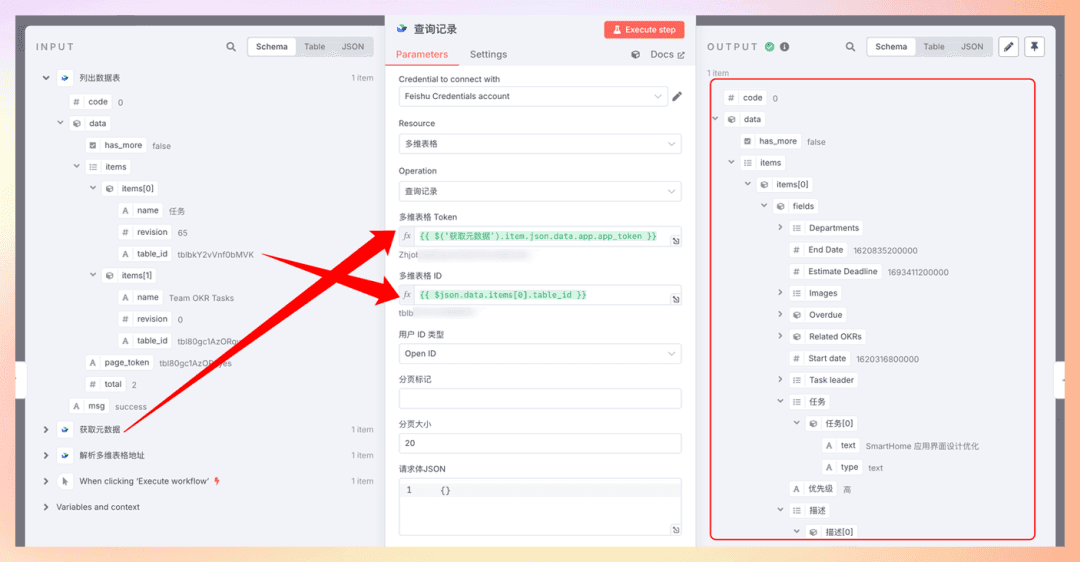 INPUT
Schema
Table
JSON
列出数据表
1 item
# code 0
data
has_more false
items
items[0]
A name 任务
# revision 65
A table_id tblbkY2vVnf0bMVK
items[1]
A name Team OKR Tasks
# revision 0
A table_id tbl80gc1AzORq
A page_token tbl80gc1AzO
# total 2
A msg success
获取元数据
1 item
解析多维表格地址
1 item
When clicking ‘Execute workflow’
1 item
Variables and context
查询记录
Execute step
Parameters
Settings
Docs
Credential to connect with
Feishu Credentials account
Resource
多维表格
Operation
查询记录
多维表格 Token
fx {{ $('获取元数据').item.json.data.app.app_token }}
Zhjol
多维表格 ID
fx {{ $json.data.items[0].table_id }}
tblb
用户 ID 类型
Open ID
分页标记
分页大小
20
请求体JSON
1 {}
OUTPUT
Schema
Table
JSON
1 item
# code 0
data
has_more false
items
items[0]
fields
Departments
# End Date 1620835200000
# Estimate Deadline 1693411200000
Images
Overdue
Related OKRs
# Start date 1620316800000
Task leader
任务
任务[0]
A text SmartHome 应用界面设计优化
A type text
A 优先级 高
描述
描述[0]